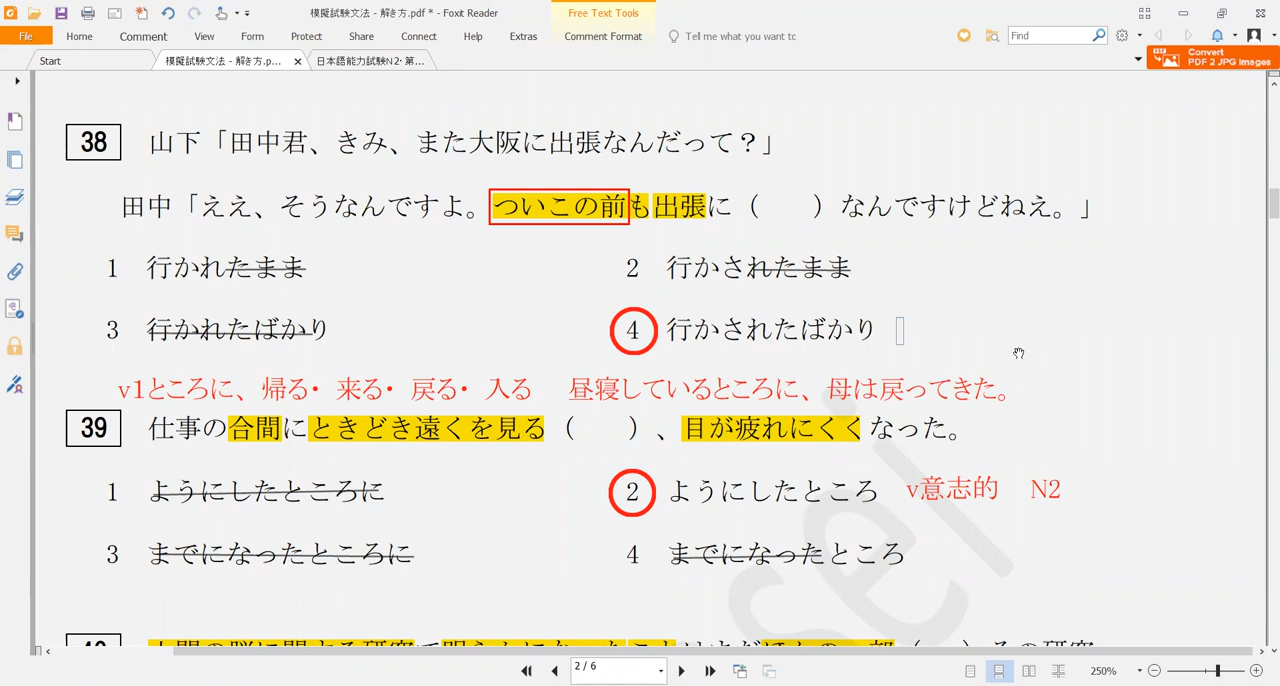 模擬試験文法 - 解き方.pdf * - Foxit Reader
Free Text Tools
File Home Comment View Form Protect Share Connect Help Extras Comment Format Tell me what you want tc Find
Start 模擬試験文法 - 解き方.p... 日本語能力試験N2· 第...
Convert
PDF 2 JPG Images
38 山下「田中君、きみ、また大阪に出張なんだって？」
田中「ええ、そうなんですよ。ついこの前も出張に（　　）なんですけどねえ。」
1 行かれたまま 2 行かされたまま
3 行かれたばかり 4 行かされたばかり
v1ところに、帰る・ 来る・ 戻る・ 入る 昼寝しているところに、母は戻ってきた。
39 仕事の合間にときどき遠くを見る（　　）、目が疲れにくくなった。
1 ようにしたところに 2 ようにしたところ v意志的 N2
3 までになったところに 4 までになったところ
2 / 6
250%